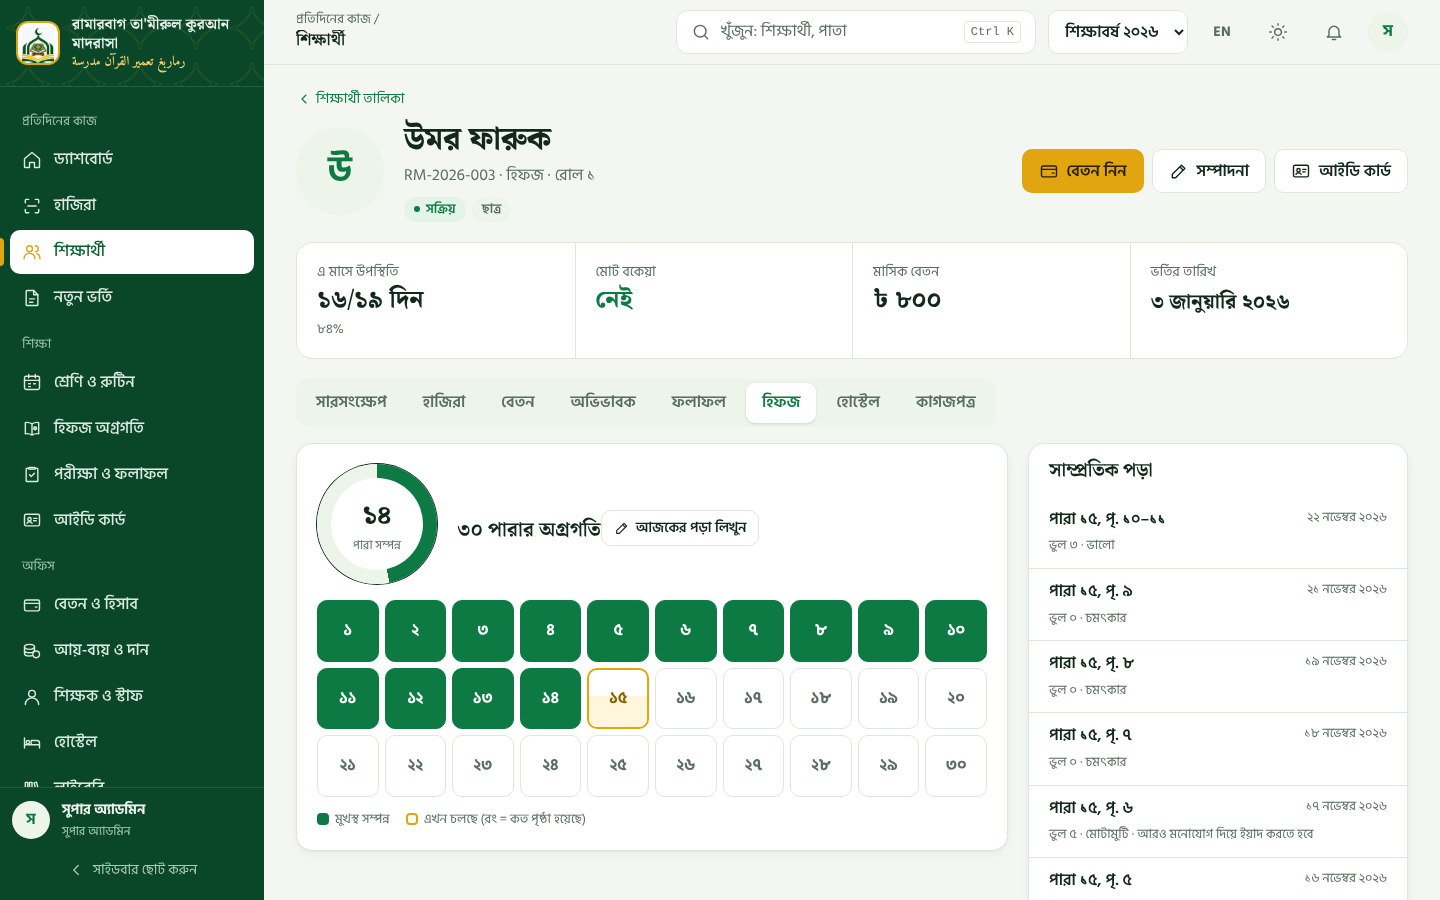 রামারবাগ তা'মীরুল কুরআন
মাদরাসা
رماربغ تعمير القرآن مدرسة
প্রতিদিনের কাজ
ড্যাশবোর্ড
হাজিরা
শিক্ষার্থী
নতুন ভর্তি
শিক্ষা
শ্রেণি ও রুটিন
হিফজ অগ্রগতি
পরীক্ষা ও ফলাফল
আইডি কার্ড
অফিস
বেতন ও হিসাব
আয়-ব্যয় ও দান
শিক্ষক ও স্টাফ
হোস্টেল
লাইব্রেরি
স
সুপার অ্যাডমিন
সুপার অ্যাডমিন
সাইডবার ছোট করুন
প্রতিদিনের কাজ /
শিক্ষার্থী
খুঁজুন: শিক্ষার্থী, পাতা
Ctrl K
শিক্ষাবর্ষ ২০২৬
EN
স
শিক্ষার্থী তালিকা
উ
উমর ফারুক
RM-2026-003 · হিফজ · রোল ১
সক্রিয়
ছাত্র
বেতন নিন
সম্পাদনা
আইডি কার্ড
এ মাসে উপস্থিতি
১৬/১৯ দিন
৮৪%
মোট বকেয়া
নেই
মাসিক বেতন
৳ ৮০০
ভর্তির তারিখ
৩ জানুয়ারি ২০২৬
সারসংক্ষেপ
হাজিরা
বেতন
অভিভাবক
ফলাফল
হিফজ
হোস্টেল
কাগজপত্র
১৪
পারা সম্পন্ন
৩০ পারার অগ্রগতি
আজকের পড়া লিখুন
১ ২ ৩ ৪ ৫ ৬ ৭ ৮ ৯ ১০
১১ ১২ ১৩ ১৪ ১৫ ১৬ ১৭ ১৮ ১৯ ২০
২১ ২২ ২৩ ২৪ ২৫ ২৬ ২৭ ২৮ ২৯ ৩০
মুখস্থ সম্পন্ন
এখন চলছে (রং = কত পৃষ্ঠা হয়েছে)
সাম্প্রতিক পড়া
পারা ১৫, পৃ. ১০–১১
২২ নভেম্বর ২০২৬
ভুল ৩ · ভালো
পারা ১৫, পৃ. ৯
২১ নভেম্বর ২০২৬
ভুল ০ · চমৎকার
পারা ১৫, পৃ. ৮
১৯ নভেম্বর ২০২৬
ভুল ০ · চমৎকার
পারা ১৫, পৃ. ৭
১৮ নভেম্বর ২০২৬
ভুল ০ · চমৎকার
পারা ১৫, পৃ. ৬
১৭ নভেম্বর ২০২৬
ভুল ৫ · মোটামুটি · আরও মনোযোগ দিয়ে ইয়াদ করতে হবে
পারা ১৫, পৃ. ৫
১৬ নভেম্বর ২০২৬